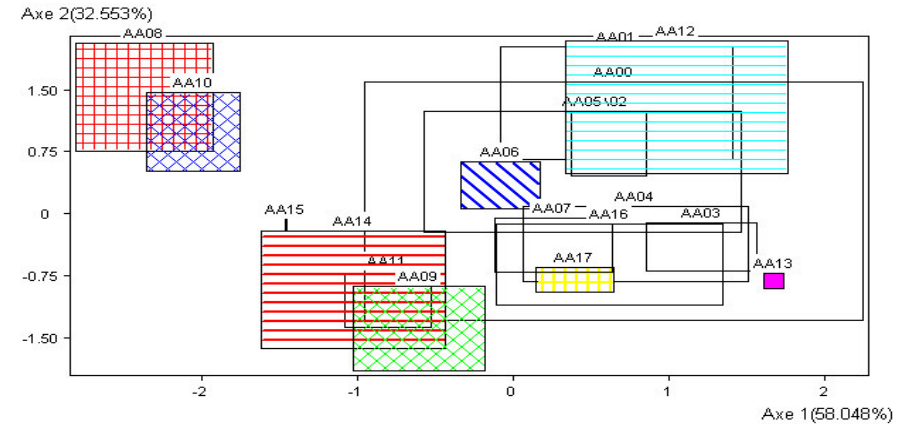 Axe 2(32.553%)
AA08
AA01
AA12
AA10
AA00
1.50
AA05
\02
0.75
AA06
AA04
AA15
AA07
0
AA14
AA16
AA03
AA11
AA17
AA13
-0.75
AA09
-1.50
-2
-1
0
1
2
Axe 1(58.048%)